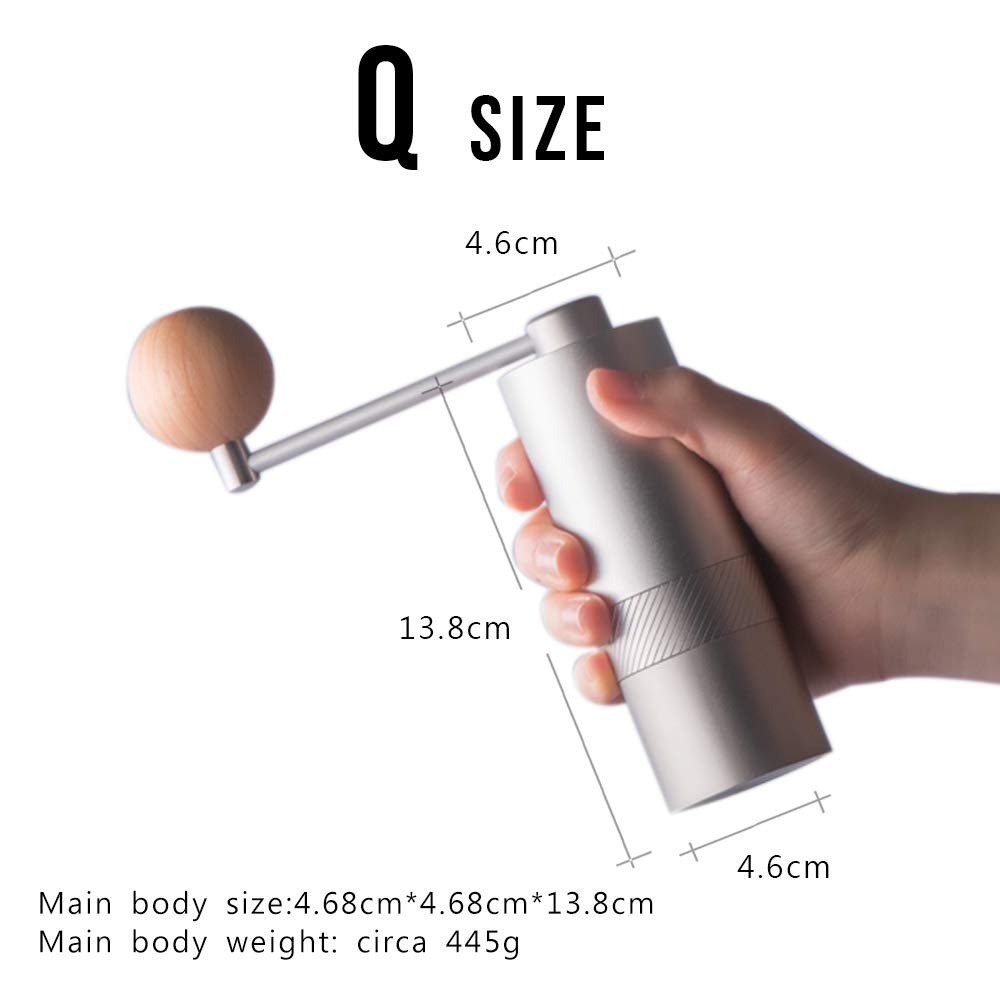 Q SIZE
4.6cm
13.8cm
4.6cm
Main body size:4.68cm*4.68cm*13.8cm
Main body weight: circa 445g